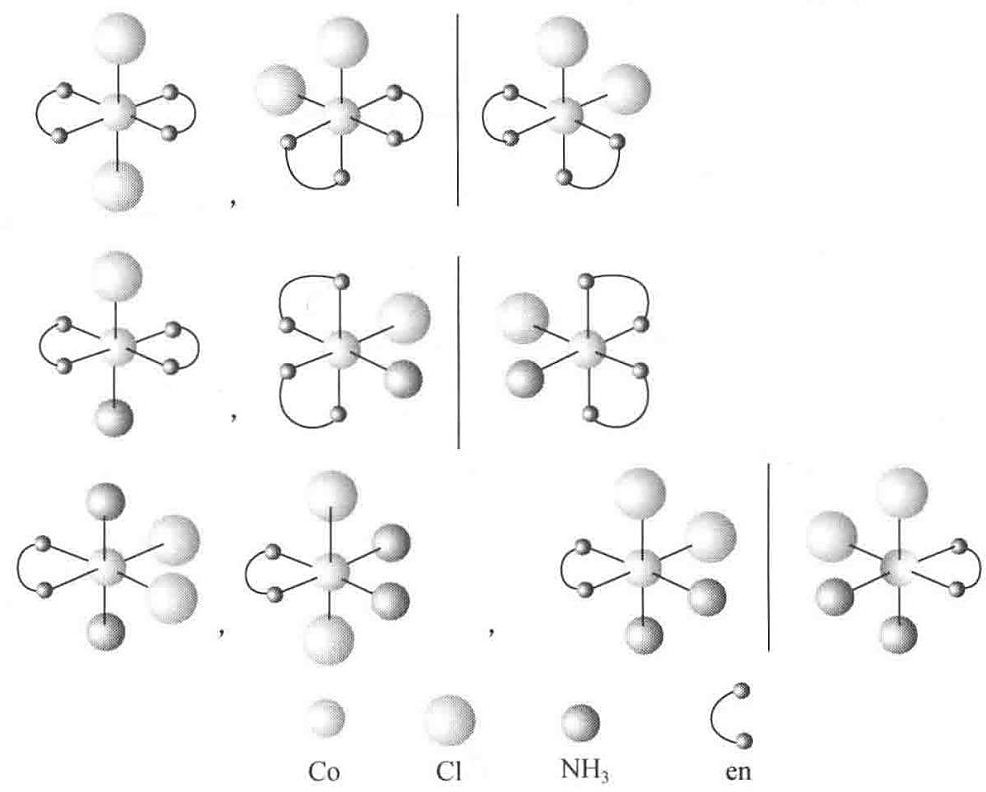 ,
,
, ,
Co Cl NH₃ en